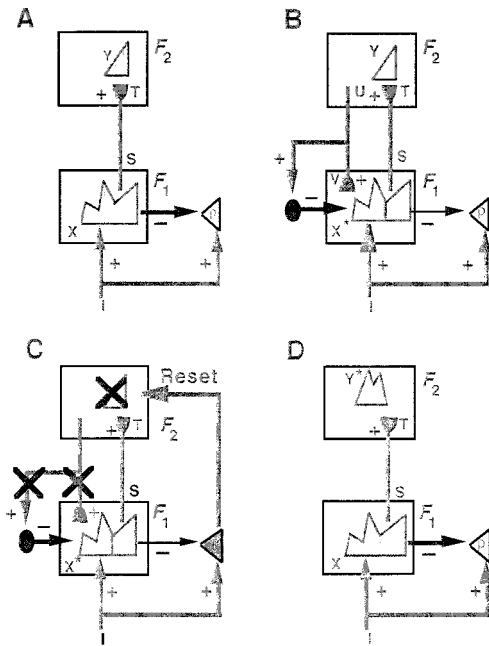 A
Y
F2
+ T
S
F1
X
−
ρ
+ +
I
B
Y
F2
U + T
+
S
V +
F1
−
X*
−
ρ
+ +
I
C
Reset
F2
+ T
S
+
+
F1
−
X*
−
ρ
+ +
I
D
Y*
F2
+ T
S
F1
X
−
ρ
+ +
I